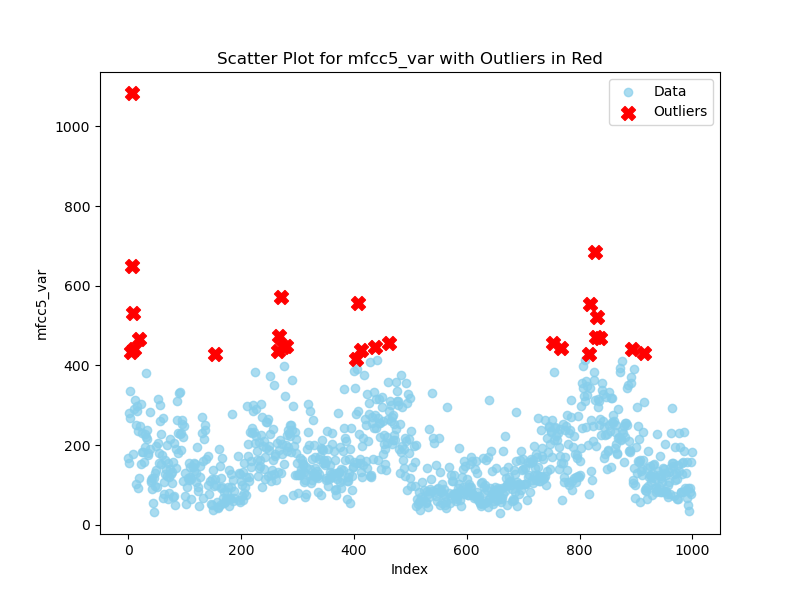 Scatter Plot for mfcc5_var with Outliers in Red
Data
Outliers
1000
800
600
400
200
0
mfcc5_var
0 200 400 600 800 1000
Index